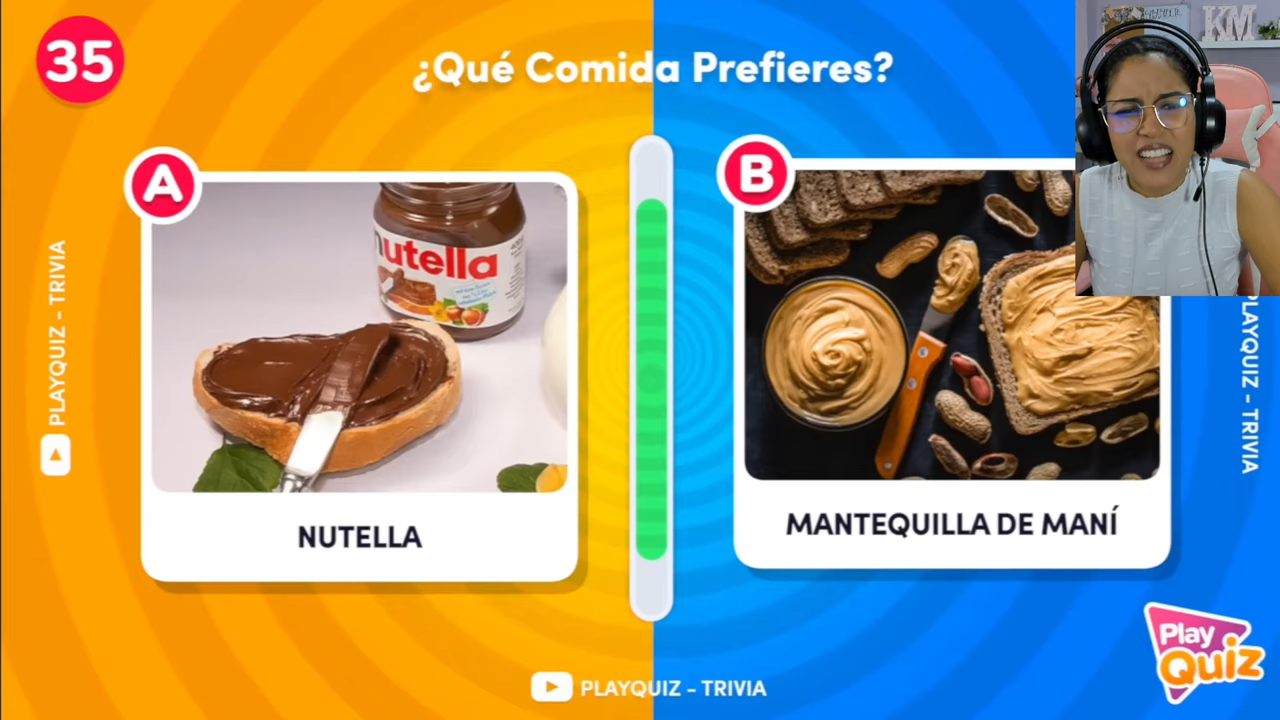 35
¿Qué Comida Prefieres?
KM
A
B
nutella
NUTELLA
MANTEQUILLA DE MANÍ
PLAYQUIZ - TRIVIA
PLAYQUIZ - TRIVIA
PLAYQUIZ - TRIVIA
Play
Quiz